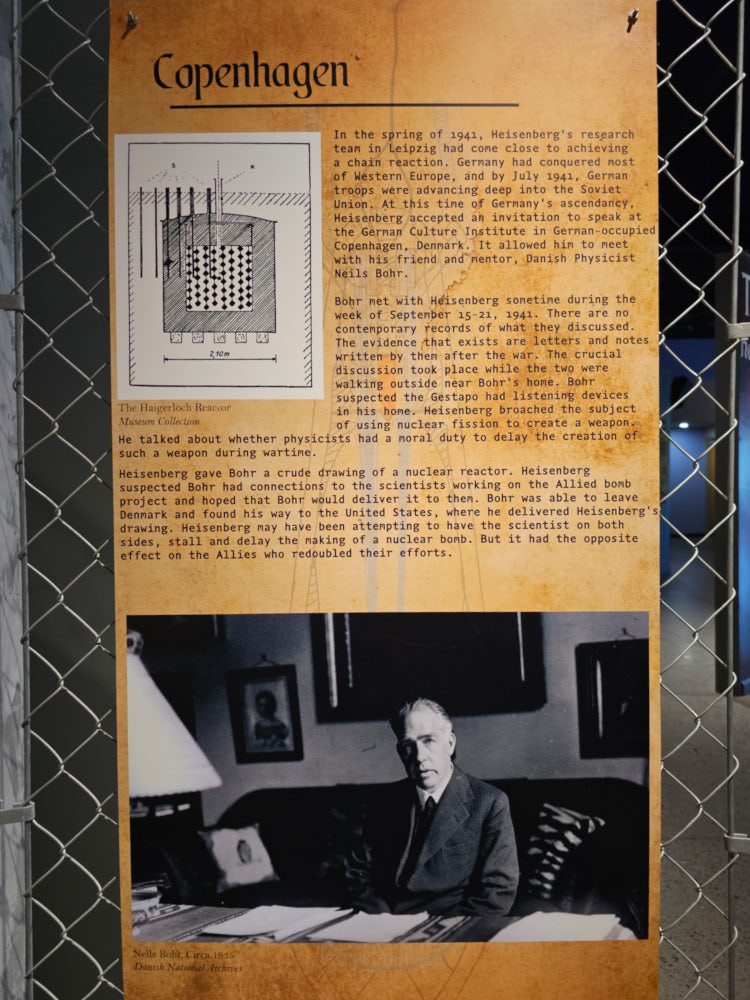 Copenhagen
In the spring of 1941, Heisenberg's research
team in Leipzig had come close to achieving
a chain reaction. Germany had conquered most
of Western Europe, and by July 1941, German
troops were advancing deep into the Soviet
Union. At this time of Germany's ascendancy,
Heisenberg accepted an invitation to speak at
the German Culture Institute in German-occupied
Copenhagen, Denmark. It allowed him to meet
with his friend and mentor, Danish Physicist
Neils Bohr.
S
K
2,10m
The Haigerloch Reactor
Museum Collection
Bohr met with Heisenberg sometime during the
week of September 15-21, 1941. There are no
contemporary records of what they discussed.
The evidence that exists are letters and notes
written by them after the war. The crucial
discussion took place while the two were
walking outside near Bohr's home. Bohr
suspected the Gestapo had listening devices
in his home. Heisenberg broached the subject
of using nuclear fission to create a weapon.
He talked about whether physicists had a moral duty to delay the creation of
such a weapon during wartime.
Heisenberg gave Bohr a crude drawing of a nuclear reactor. Heisenberg
suspected Bohr had connections to the scientists working on the Allied bomb
project and hoped that Bohr would deliver it to them. Bohr was able to leave
Denmark and found his way to the United States, where he delivered Heisenberg's
drawing. Heisenberg may have been attempting to have the scientist on both
sides, stall and delay the making of a nuclear bomb. But it had the opposite
effect on the Allies who redoubled their efforts.
Neils Bohr, Circa 1935
Danish National Archives